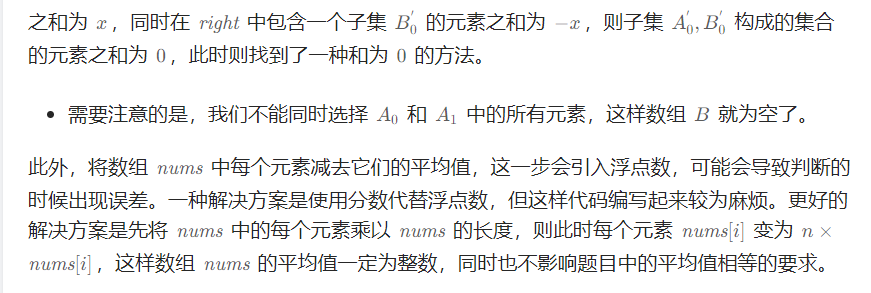 之和为 x，同时在 right 中包含一个子集 B₀′ 的元素之和为 −x，则子集 A₀′, B₀′ 构成的集合
的元素之和为 0，此时则找到了一种和为 0 的方法。
• 需要注意的是，我们不能同时选择 A₀ 和 A₁ 中的所有元素，这样数组 B 就为空了。
此外，将数组 nums 中每个元素减去它们的平均值，这一步会引入浮点数，可能会导致判断的
时候出现误差。一种解决方案是使用分数代替浮点数，但这样代码编写起来较为麻烦。更好的
解决方案是先将 nums 中的每个元素乘以 nums 的长度，则此时每个元素 nums[i] 变为 n ×
nums[i]，这样数组 nums 的平均值一定为整数，同时也不影响题目中的平均值相等的要求。